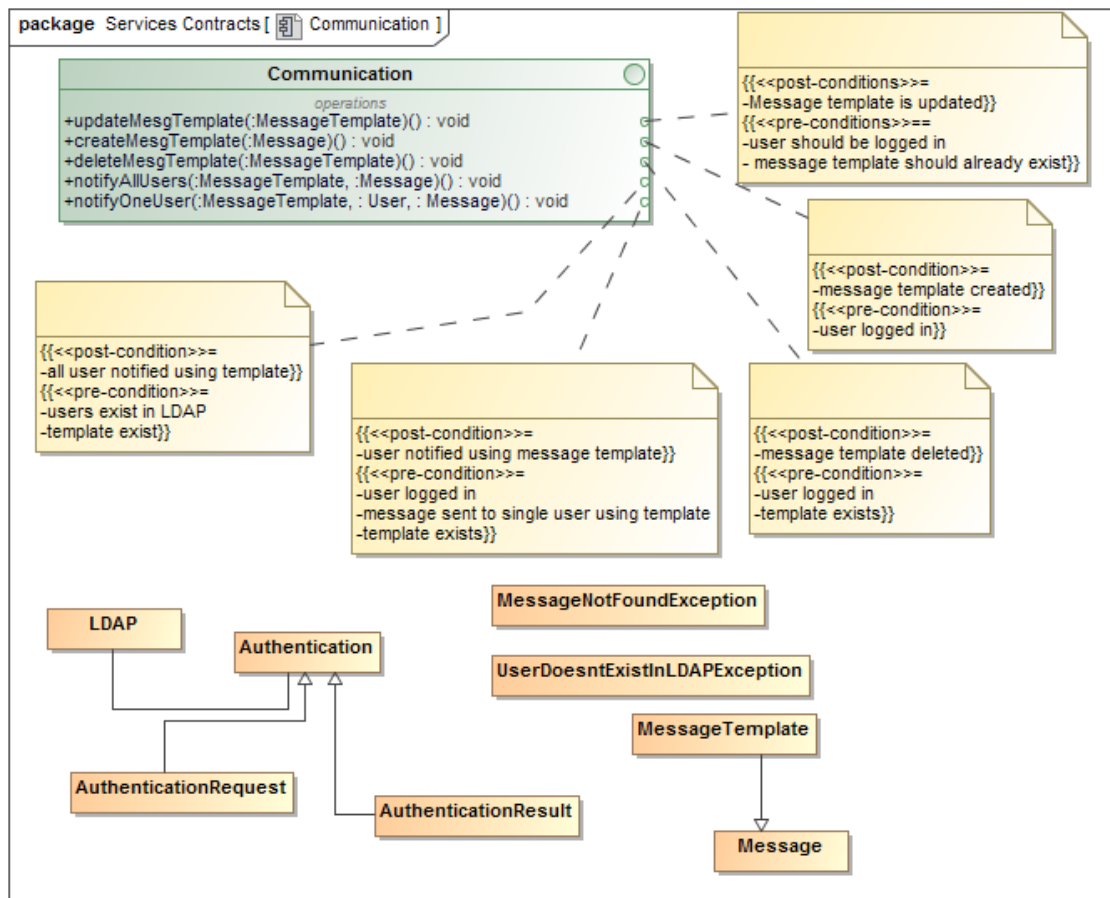 package Services Contracts [ Communication ]
Communication
operations
+updateMesgTemplate(:MessageTemplate)() : void
+createMesgTemplate(:Message)() : void
+deleteMesgTemplate(:MessageTemplate)() : void
+notifyAllUsers(:MessageTemplate, :Message)() : void
+notifyOneUser(:MessageTemplate, : User, : Message)() : void
{{<<post-conditions>>=
-Message template is updated}}
{{<<pre-conditions>>==
-user should be logged in
- message template should already exist}}
{{<<post-condition>>=
-message template created}}
{{<<pre-condition>>=
-user logged in}}
{{<<post-condition>>=
-all user notified using template}}
{{<<pre-condition>>=
-users exist in LDAP
-template exist}}
{{<<post-condition>>=
-user notified using message template}}
{{<<pre-condition>>=
-user logged in
-message sent to single user using template
-template exists}}
{{<<post-condition>>=
-message template deleted}}
{{<<pre-condition>>=
-user logged in
-template exists}}
MessageNotFoundException
LDAP
Authentication
UserDoesntExistInLDAPException
MessageTemplate
AuthenticationRequest
AuthenticationResult
Message